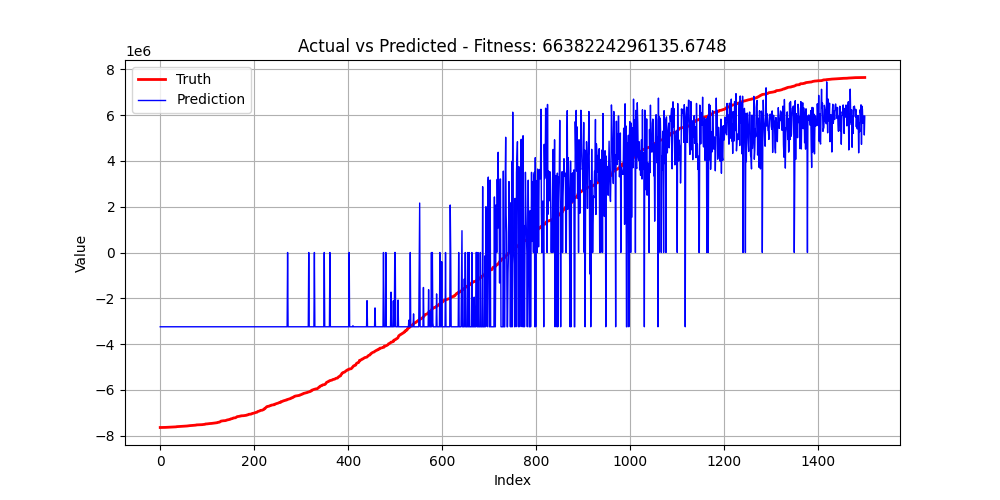 Actual vs Predicted - Fitness: 6638224296135.6748
1e6
Truth
Prediction
8
6
4
2
0
−2
−4
−6
−8
Value
0 200 400 600 800 1000 1200 1400
Index